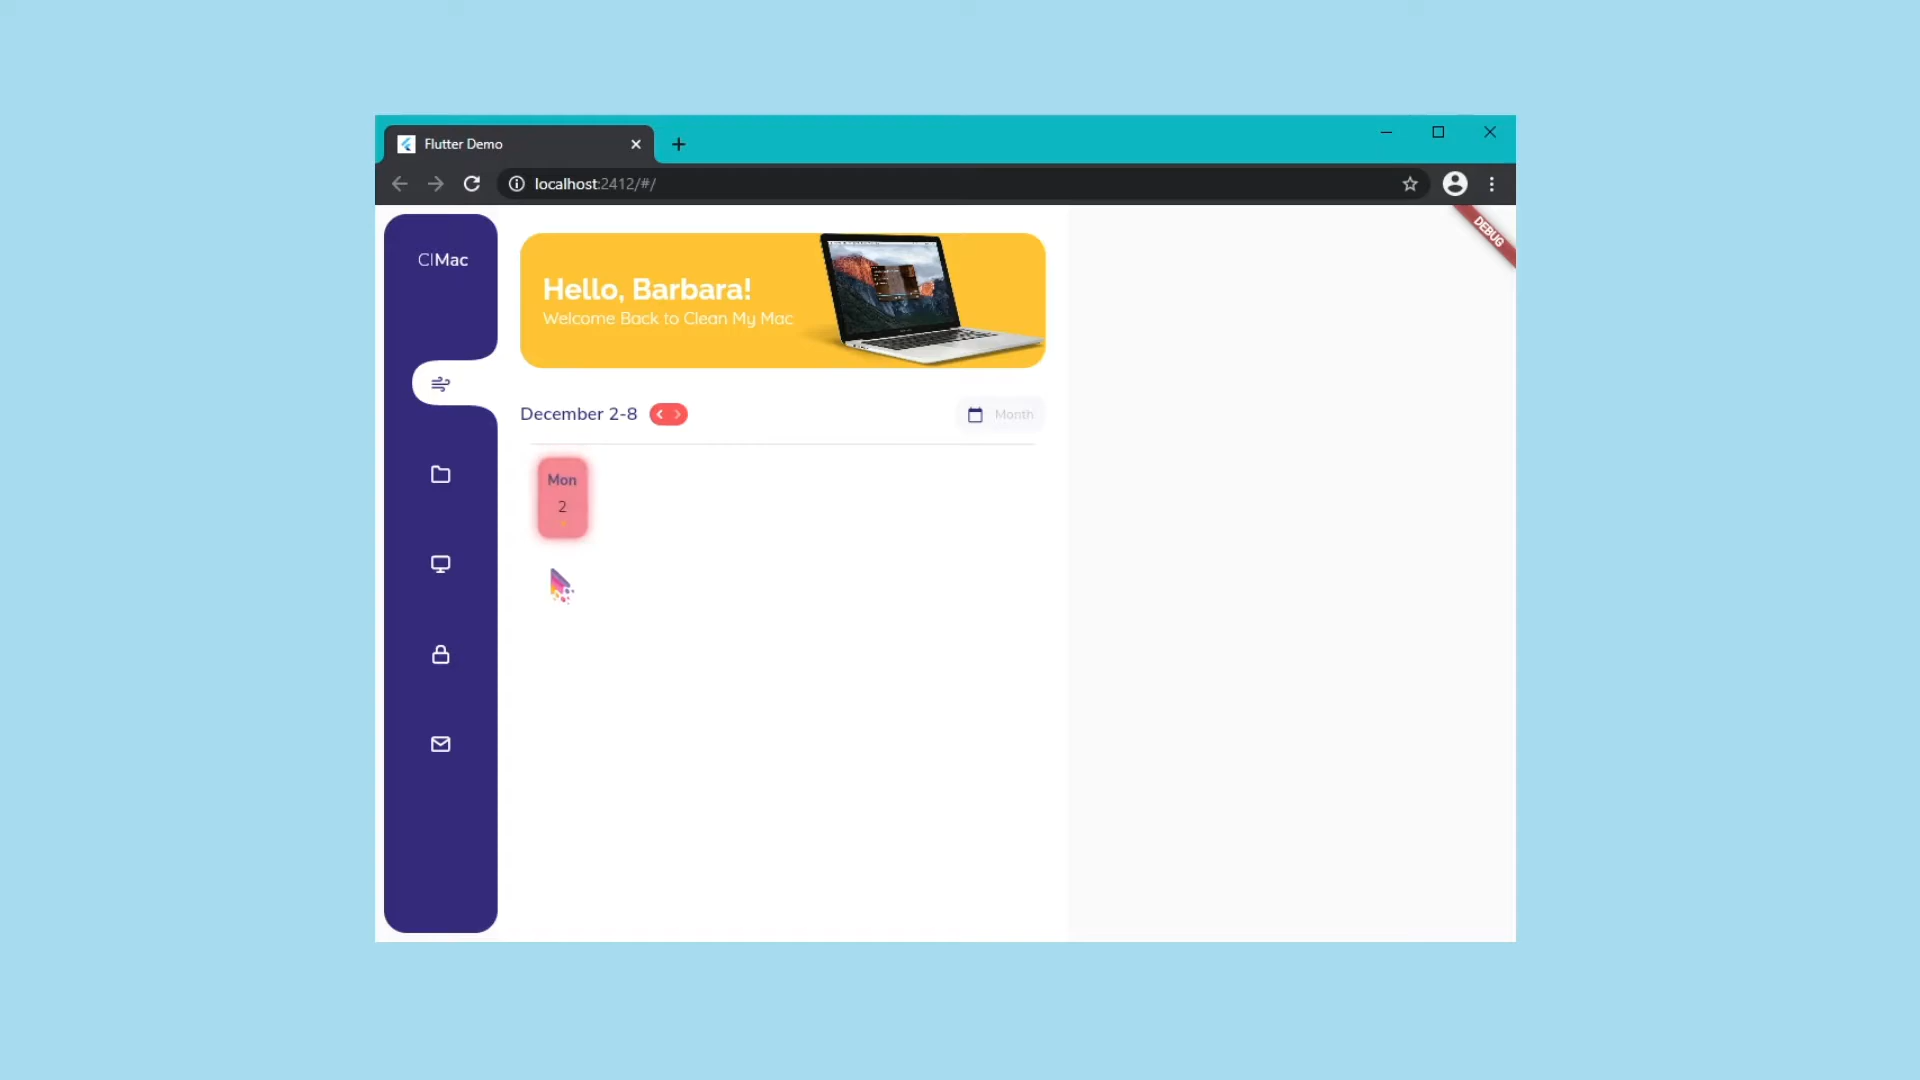 Flutter Demo
localhost:2412/#/
DEBUG
ClMac
Hello, Barbara!
Welcome Back to Clean My Mac
December 2-8
Month
Mon
2